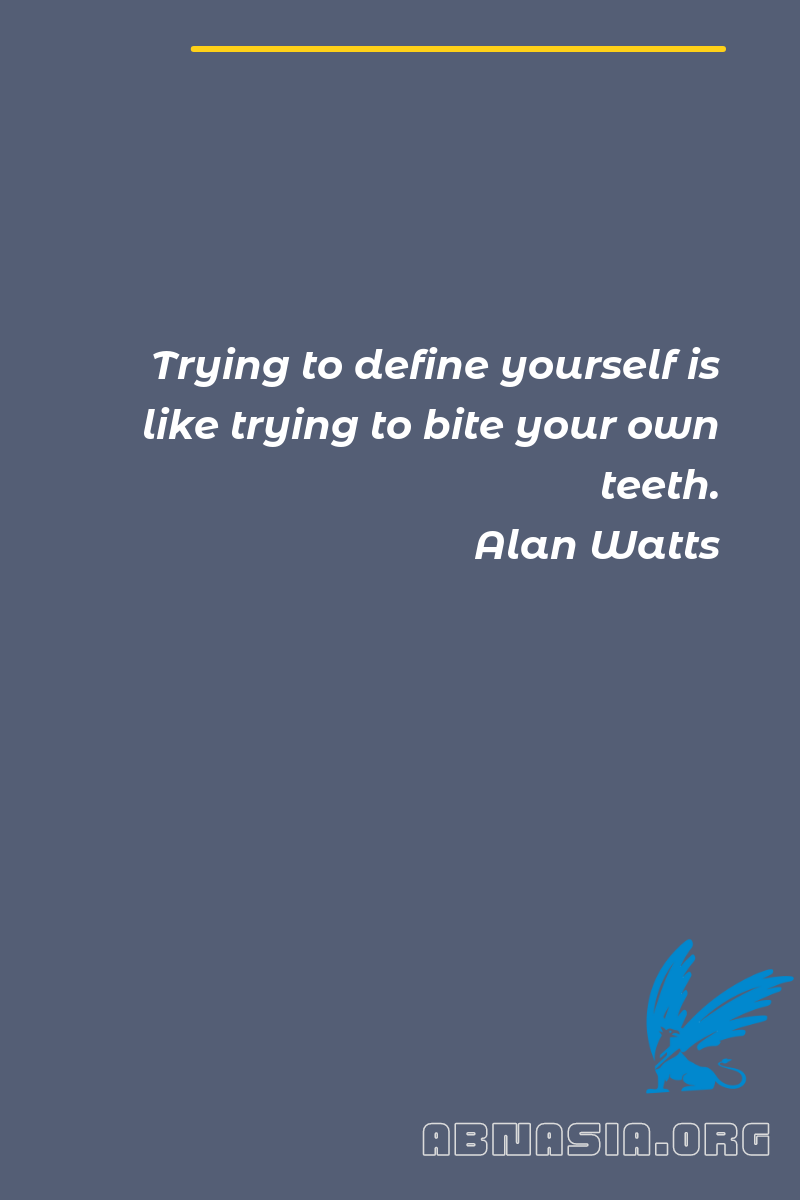 Trying to define yourself is
like trying to bite your own
teeth.
Alan Watts
ABNASIA.ORG